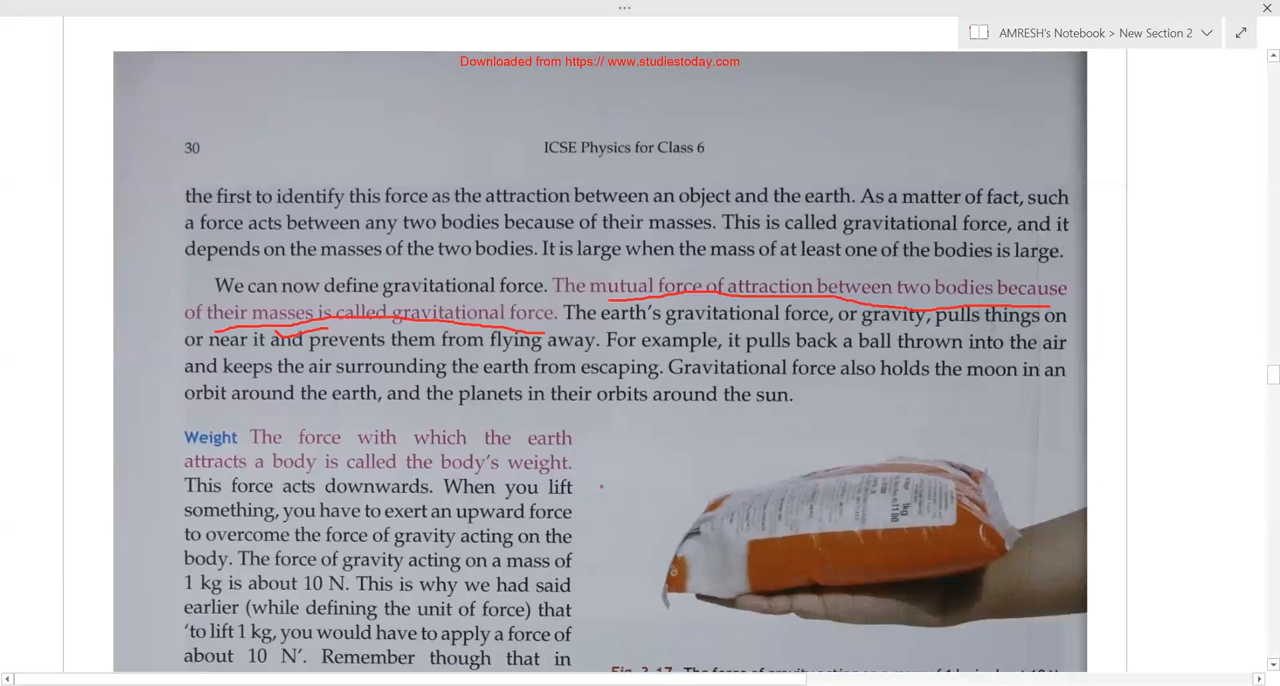 AMRESH's Notebook > New Section 2
Downloaded from https:// www.studiestoday.com
30
ICSE Physics for Class 6
the first to identify this force as the attraction between an object and the earth. As a matter of fact, such
a force acts between any two bodies because of their masses. This is called gravitational force, and it
depends on the masses of the two bodies. It is large when the mass of at least one of the bodies is large.
We can now define gravitational force. The mutual force of attraction between two bodies because
of their masses is called gravitational force. The earth's gravitational force, or gravity, pulls things on
or near it and prevents them from flying away. For example, it pulls back a ball thrown into the air
and keeps the air surrounding the earth from escaping. Gravitational force also holds the moon in an
orbit around the earth, and the planets in their orbits around the sun.
Weight The force with which the earth
attracts a body is called the body's weight.
This force acts downwards. When you lift
something, you have to exert an upward force
to overcome the force of gravity acting on the
body. The force of gravity acting on a mass of
1 kg is about 10 N. This is why we had said
earlier (while defining the unit of force) that
'to lift 1 kg, you would have to apply a force of
about 10 N'. Remember though that in
1kg